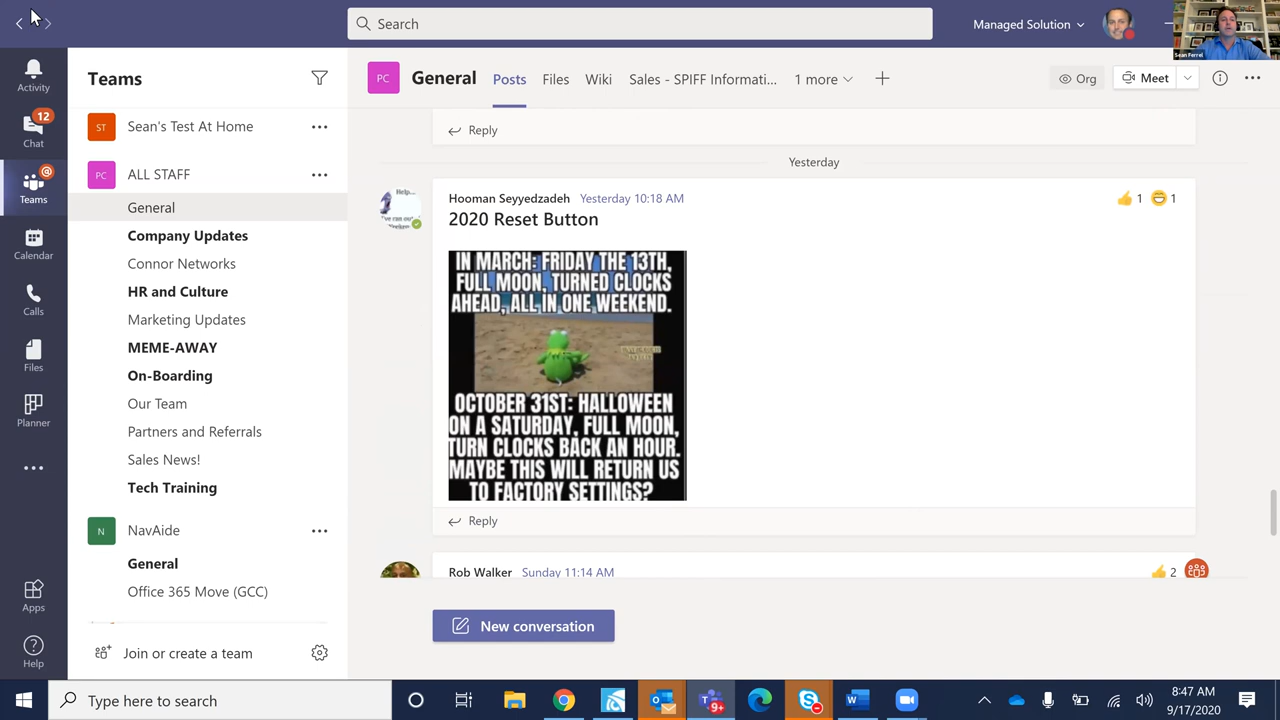 Search
Managed Solution
Sean Ferrel
Activity
12
Chat
Teams
Calendar
Calls
Files
Planner
Apps
Help
Teams
ST
Sean's Test At Home
PC
ALL STAFF
General
Company Updates
Connor Networks
HR and Culture
Marketing Updates
MEME-AWAY
On-Boarding
Our Team
Partners and Referrals
Sales News!
Tech Training
N
NavAide
General
Office 365 Move (GCC)
Join or create a team
PC
General
Posts
Files
Wiki
Sales - SPIFF Informati...
1 more
Org
Meet
Reply
Yesterday
Hooman Seyyedzadeh
Yesterday 10:18 AM
1
1
Help...
2020 Reset Button
IN MARCH: FRIDAY THE 13TH,
FULL MOON, TURNED CLOCKS
AHEAD, ALL IN ONE WEEKEND.
OCTOBER 31ST: HALLOWEEN
ON A SATURDAY, FULL MOON,
TURN CLOCKS BACK AN HOUR.
MAYBE THIS WILL RETURN US
TO FACTORY SETTINGS?
Reply
Rob Walker
Sunday 11:14 AM
2
New conversation
Type here to search
9+
8:47 AM
9/17/2020